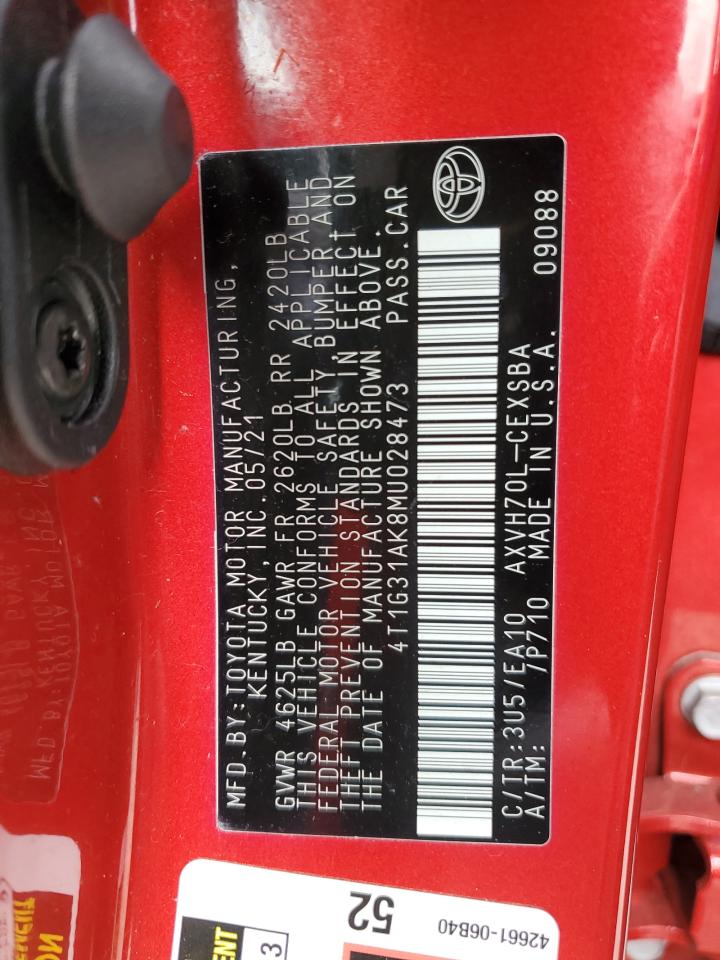 MFD.BY:TOYOTA MOTOR MANUFACTURING,
KENTUCKY,INC.05/21
GVWR 4625LB GAWR FR 2620LB RR 2420LB
THIS VEHICLE CONFORMS TO ALL APPLICABLE
FEDERAL MOTOR VEHICLE SAFETY, BUMPER AND
THEFT PREVENTION STANDARDS IN EFFECT ON
THE DATE OF MANUFACTURE SHOWN ABOVE.
4T1G31AK8MU028473 PASS.CAR
C/TR:3U5/EA10 AXVH70L-CEXSBA
A/TM: /P710 MADE IN U.S.A. 09088
52
42661-06B40
3